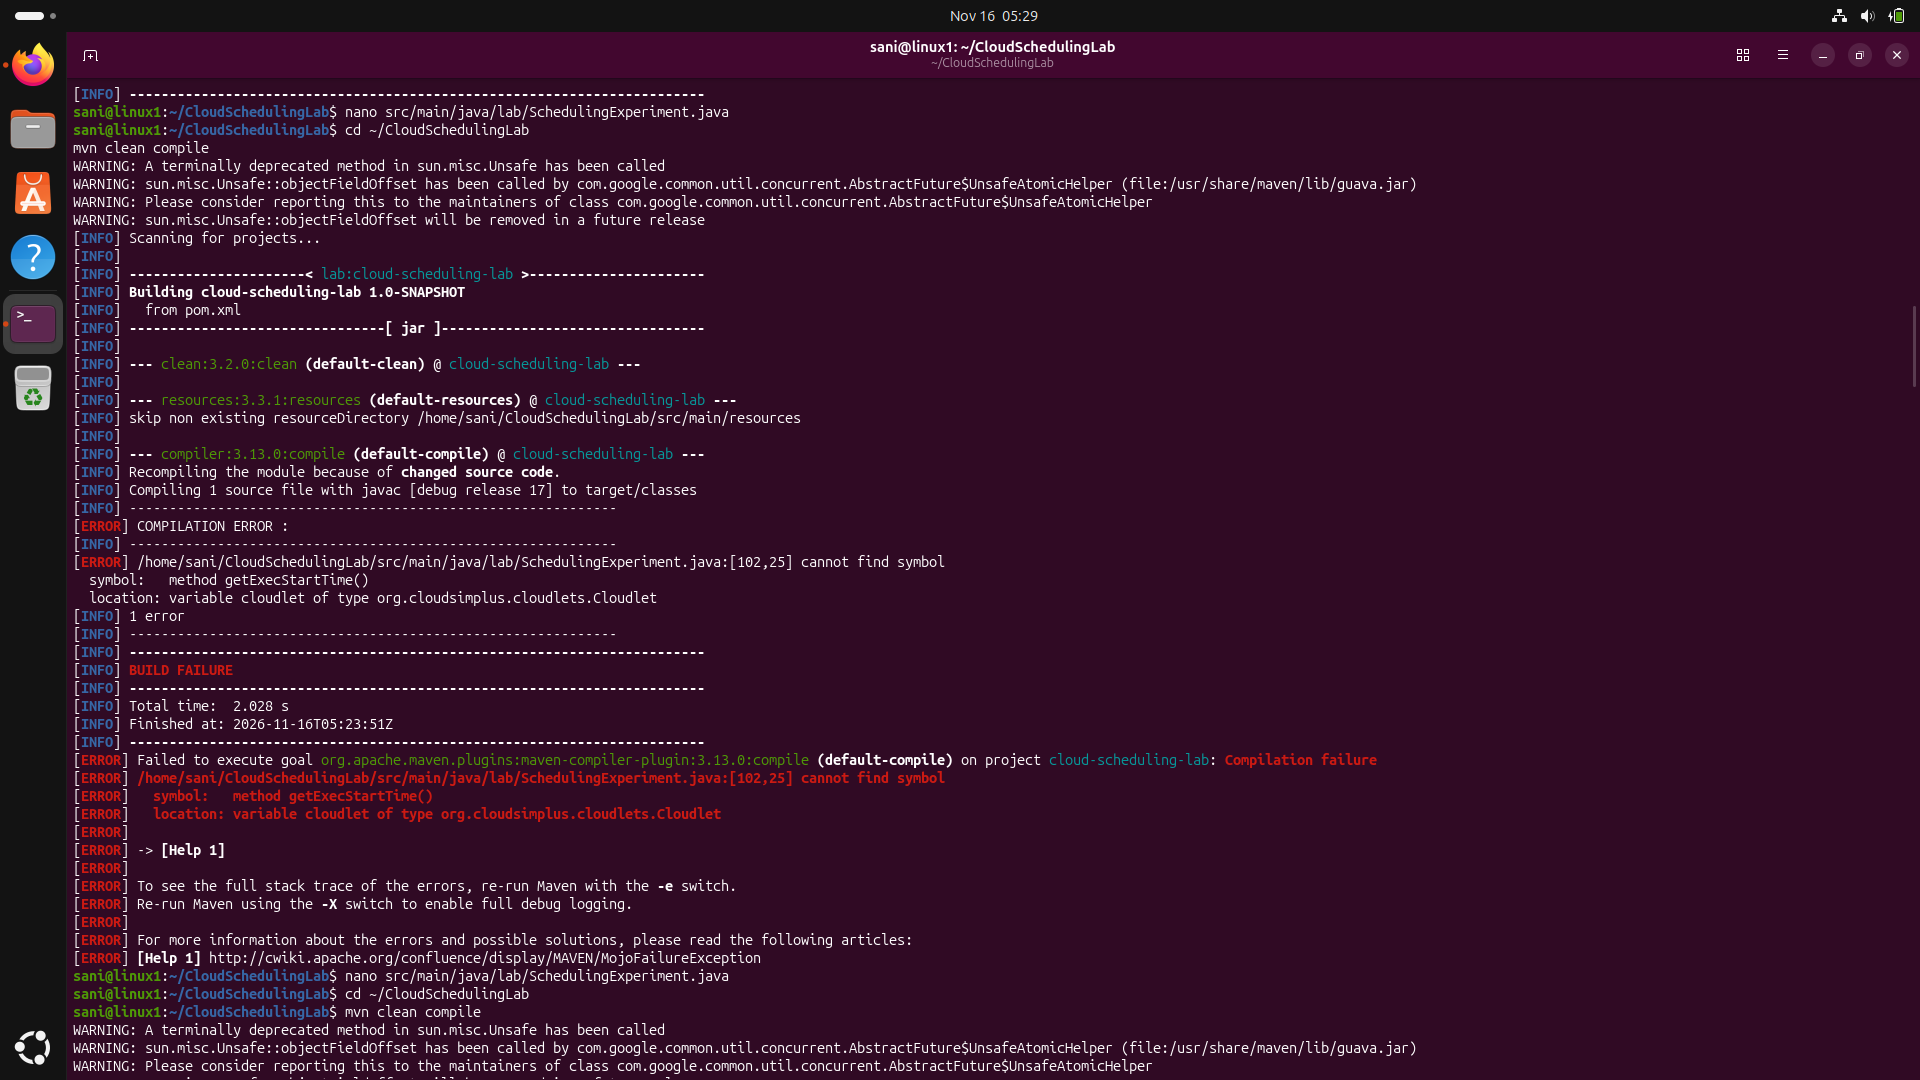 Nov 16 05:29
sani@linux1: ~/CloudSchedulingLab
~/CloudSchedulingLab
[INFO] ------------------------------------------------------------------------
sani@linux1:~/CloudSchedulingLab$ nano src/main/java/lab/SchedulingExperiment.java
sani@linux1:~/CloudSchedulingLab$ cd ~/CloudSchedulingLab
mvn clean compile
WARNING: A terminally deprecated method in sun.misc.Unsafe has been called
WARNING: sun.misc.Unsafe::objectFieldOffset has been called by com.google.common.util.concurrent.AbstractFuture$UnsafeAtomicHelper (file:/usr/share/maven/lib/guava.jar)
WARNING: Please consider reporting this to the maintainers of class com.google.common.util.concurrent.AbstractFuture$UnsafeAtomicHelper
WARNING: sun.misc.Unsafe::objectFieldOffset will be removed in a future release
[INFO] Scanning for projects...
[INFO]
[INFO] ----------------------< lab:cloud-scheduling-lab >----------------------
[INFO] Building cloud-scheduling-lab 1.0-SNAPSHOT
[INFO]   from pom.xml
[INFO] --------------------------------[ jar ]---------------------------------
[INFO]
[INFO] --- clean:3.2.0:clean (default-clean) @ cloud-scheduling-lab ---
[INFO]
[INFO] --- resources:3.3.1:resources (default-resources) @ cloud-scheduling-lab ---
[INFO] skip non existing resourceDirectory /home/sani/CloudSchedulingLab/src/main/resources
[INFO]
[INFO] --- compiler:3.13.0:compile (default-compile) @ cloud-scheduling-lab ---
[INFO] Recompiling the module because of changed source code.
[INFO] Compiling 1 source file with javac [debug release 17] to target/classes
[INFO] -------------------------------------------------------------
[ERROR] COMPILATION ERROR :
[INFO] -------------------------------------------------------------
[ERROR] /home/sani/CloudSchedulingLab/src/main/java/lab/SchedulingExperiment.java:[102,25] cannot find symbol
  symbol:   method getExecStartTime()
  location: variable cloudlet of type org.cloudsimplus.cloudlets.Cloudlet
[INFO] 1 error
[INFO] -------------------------------------------------------------
[INFO] ------------------------------------------------------------------------
[INFO] BUILD FAILURE
[INFO] ------------------------------------------------------------------------
[INFO] Total time:  2.028 s
[INFO] Finished at: 2026-11-16T05:23:51Z
[INFO] ------------------------------------------------------------------------
[ERROR] Failed to execute goal org.apache.maven.plugins:maven-compiler-plugin:3.13.0:compile (default-compile) on project cloud-scheduling-lab: Compilation failure
[ERROR] /home/sani/CloudSchedulingLab/src/main/java/lab/SchedulingExperiment.java:[102,25] cannot find symbol
[ERROR]   symbol:   method getExecStartTime()
[ERROR]   location: variable cloudlet of type org.cloudsimplus.cloudlets.Cloudlet
[ERROR]
[ERROR] -> [Help 1]
[ERROR]
[ERROR] To see the full stack trace of the errors, re-run Maven with the -e switch.
[ERROR] Re-run Maven using the -X switch to enable full debug logging.
[ERROR]
[ERROR] For more information about the errors and possible solutions, please read the following articles:
[ERROR] [Help 1] http://cwiki.apache.org/confluence/display/MAVEN/MojoFailureException
sani@linux1:~/CloudSchedulingLab$ nano src/main/java/lab/SchedulingExperiment.java
sani@linux1:~/CloudSchedulingLab$ cd ~/CloudSchedulingLab
sani@linux1:~/CloudSchedulingLab$ mvn clean compile
WARNING: A terminally deprecated method in sun.misc.Unsafe has been called
WARNING: sun.misc.Unsafe::objectFieldOffset has been called by com.google.common.util.concurrent.AbstractFuture$UnsafeAtomicHelper (file:/usr/share/maven/lib/guava.jar)
WARNING: Please consider reporting this to the maintainers of class com.google.common.util.concurrent.AbstractFuture$UnsafeAtomicHelper